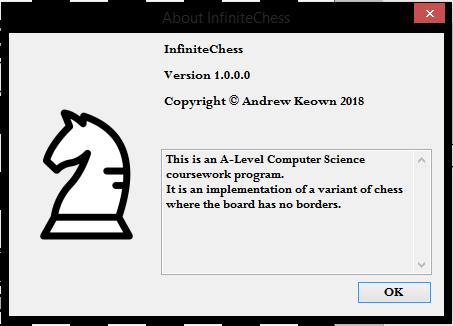 About InfiniteChess
InfiniteChess
Version 1.0.0.0
Copyright © Andrew Keown 2018
This is an A-Level Computer Science
coursework program.
It is an implementation of a variant of chess
where the board has no borders.
OK